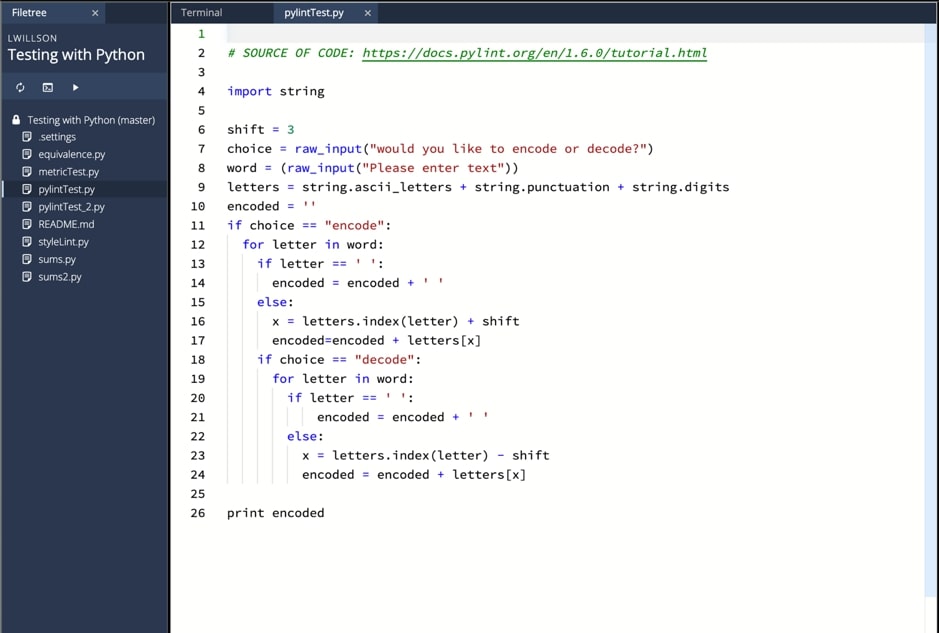 Filetree ×
LWILLSON
Testing with Python
Testing with Python (master)
.settings
equivalence.py
metricTest.py
pylintTest.py
pylintTest_2.py
README.md
styleLint.py
sums.py
sums2.py
Terminal pylintTest.py ×
1
2 # SOURCE OF CODE: https://docs.pylint.org/en/1.6.0/tutorial.html
3
4 import string
5
6 shift = 3
7 choice = raw_input("would you like to encode or decode?")
8 word = (raw_input("Please enter text"))
9 letters = string.ascii_letters + string.punctuation + string.digits
10 encoded = ''
11 if choice == "encode":
12   for letter in word:
13     if letter == ' ':
14       encoded = encoded + ' '
15     else:
16       x = letters.index(letter) + shift
17       encoded=encoded + letters[x]
18     if choice == "decode":
19       for letter in word:
20         if letter == ' ':
21             encoded = encoded + ' '
22         else:
23           x = letters.index(letter) - shift
24           encoded = encoded + letters[x]
25
26 print encoded